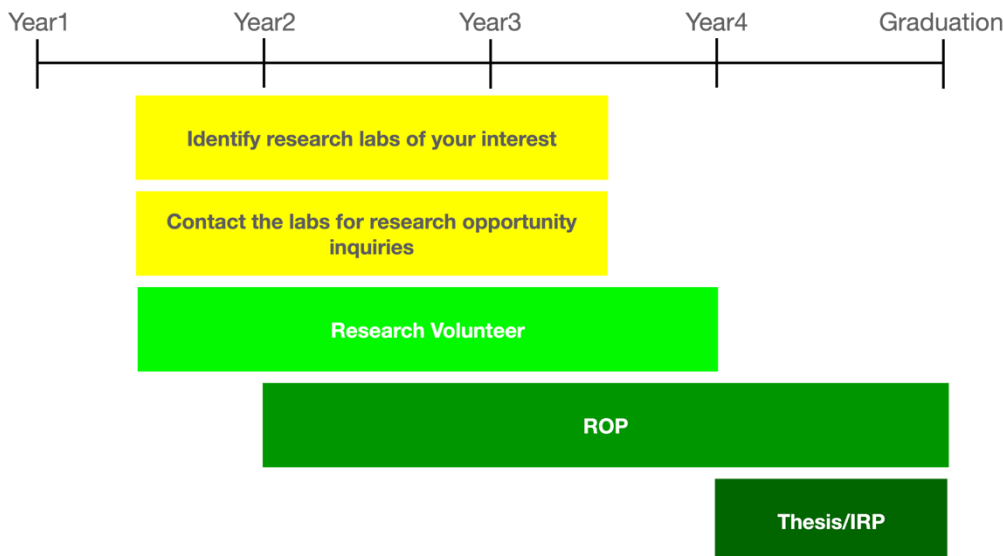 Year1 Year2 Year3 Year4 Graduation
Identify research labs of your interest
Contact the labs for research opportunity
inquiries
Research Volunteer
ROP
Thesis/IRP